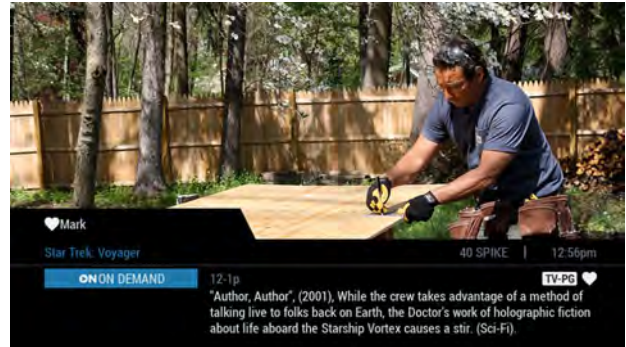 Mark
Star Trek: Voyager
40 SPIKE | 12:56pm
ON ON DEMAND
12-1p
TV-PG
"Author, Author", (2001), While the crew takes advantage of a method of
talking live to folks back on Earth, the Doctor's work of holographic fiction
about life aboard the Starship Vortex causes a stir. (Sci-Fi).